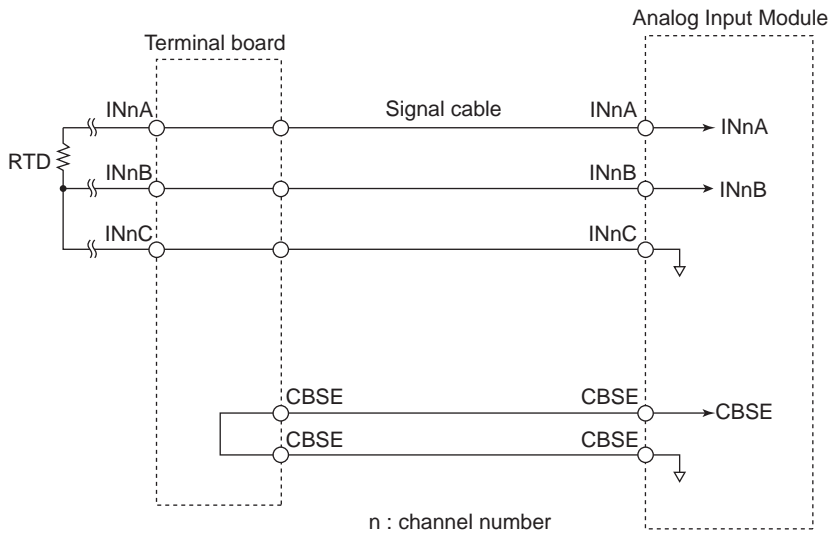 Analog Input Module
Terminal board
INnA
Signal cable
INnA
INnA
RTD
INnB
INnB
INnB
INnC
INnC
CBSE
CBSE
CBSE
CBSE
CBSE
n : channel number